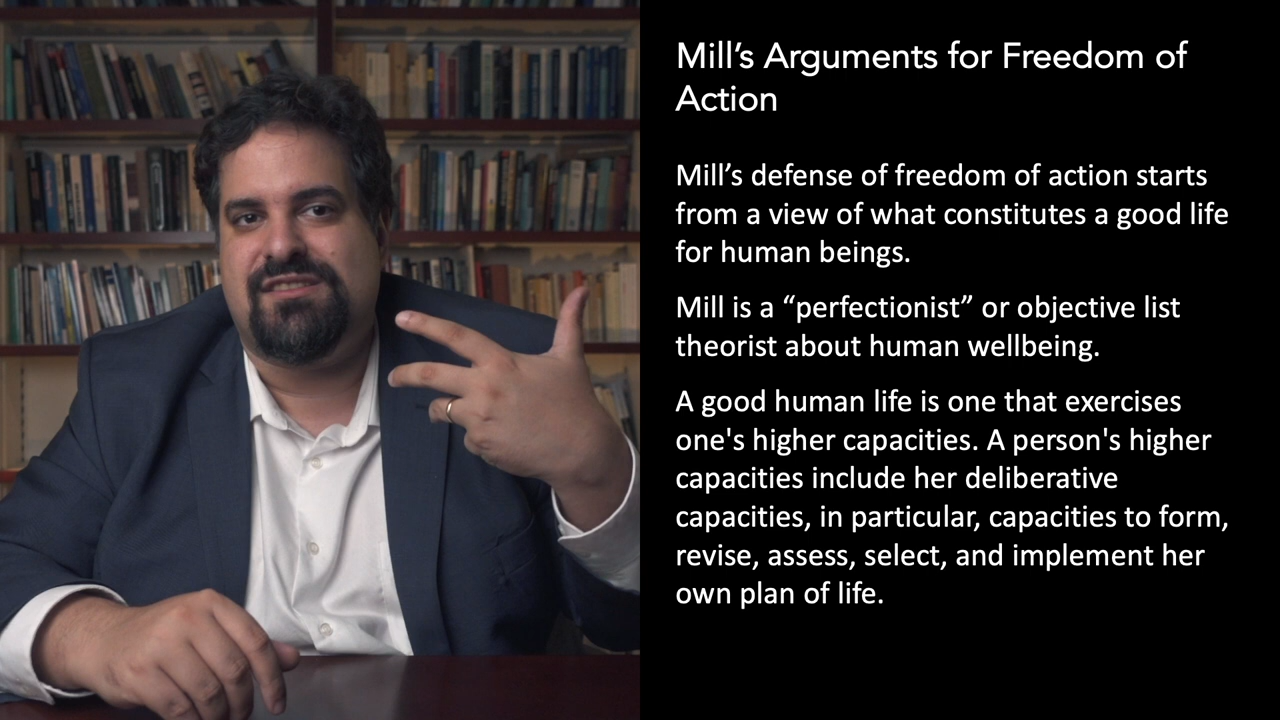 Mill’s Arguments for Freedom of
Action
Mill’s defense of freedom of action starts
from a view of what constitutes a good life
for human beings.
Mill is a “perfectionist” or objective list
theorist about human wellbeing.
A good human life is one that exercises
one's higher capacities. A person's higher
capacities include her deliberative
capacities, in particular, capacities to form,
revise, assess, select, and implement her
own plan of life.